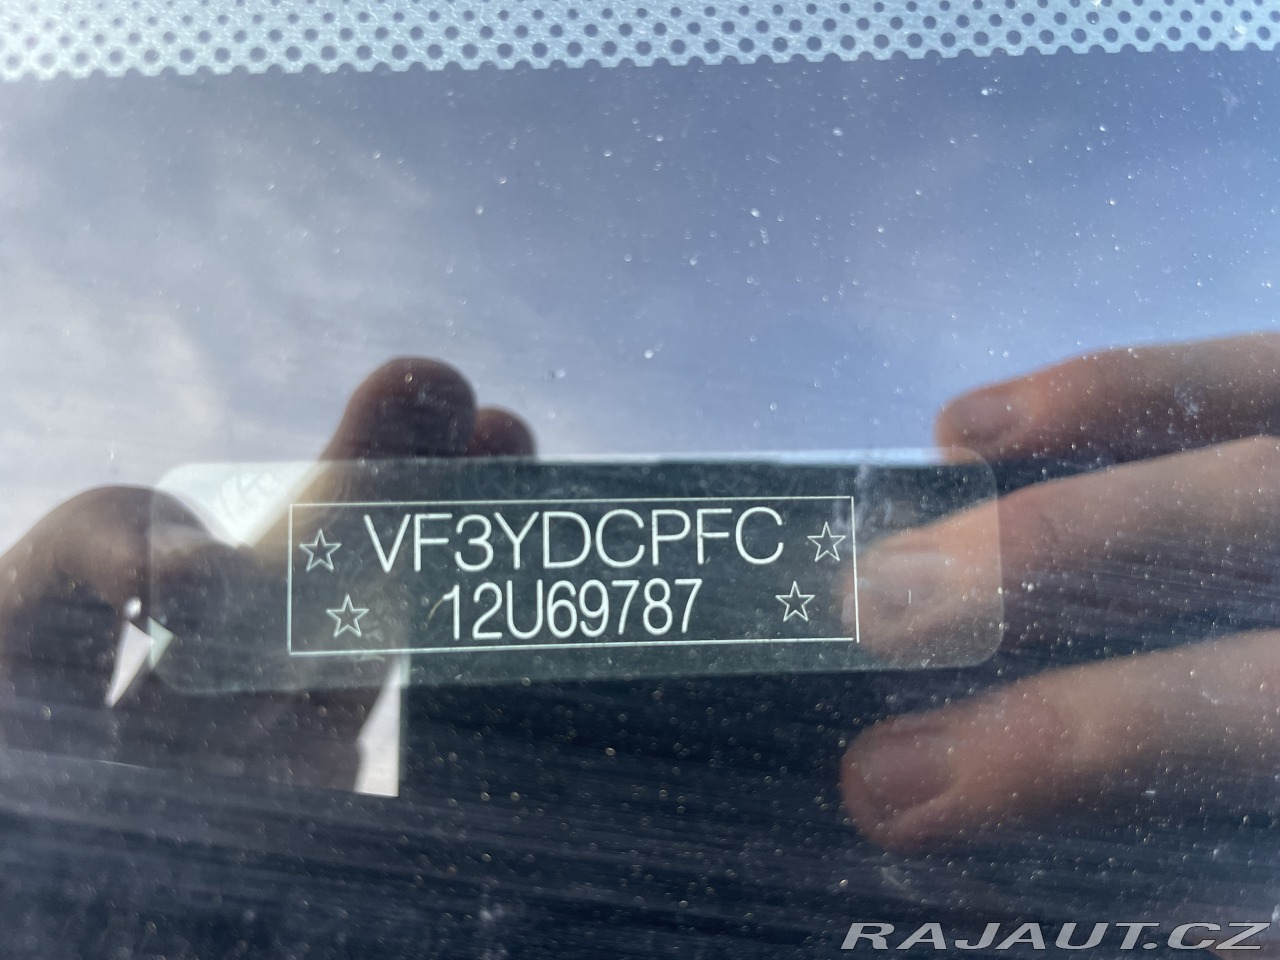 ☆ VF3YDCPFC ☆
☆ 12U69787 ☆
RAJAUT.CZ